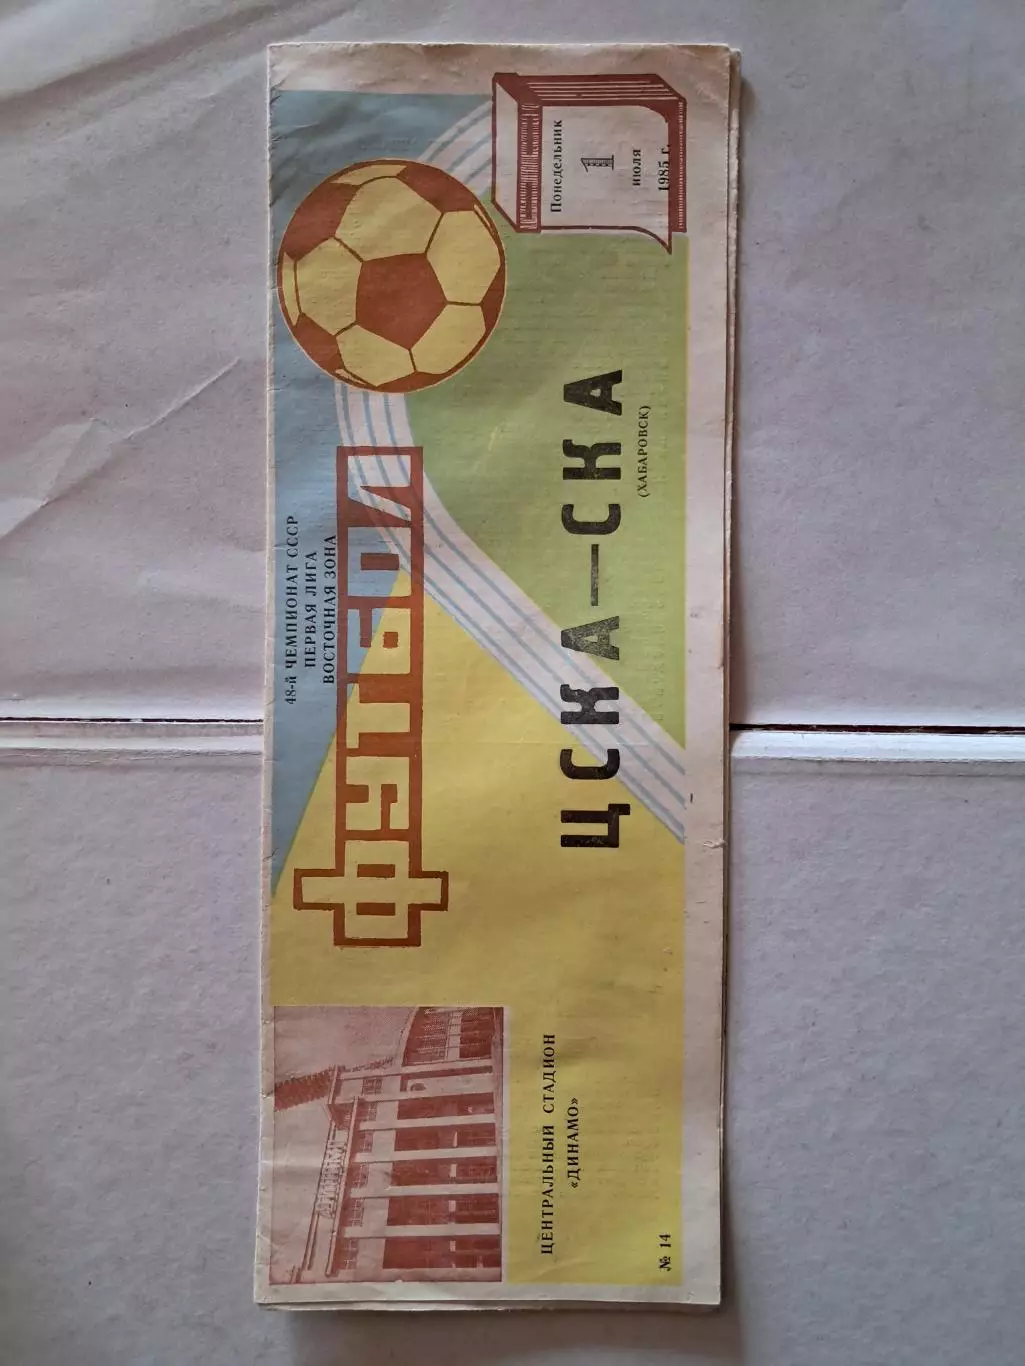 48-й ЧЕМПИОНАТ СССР
ПЕРВАЯ ЛИГА
ВОСТОЧНАЯ ЗОНА
ФУТБОЛ
Понедельник
1
июля
1985 г.
ЦСКА—СКА
(ХАБАРОВСК)
ДИНАМО
ЦЕНТРАЛЬНЫЙ СТАДИОН
«ДИНАМО»
№ 14